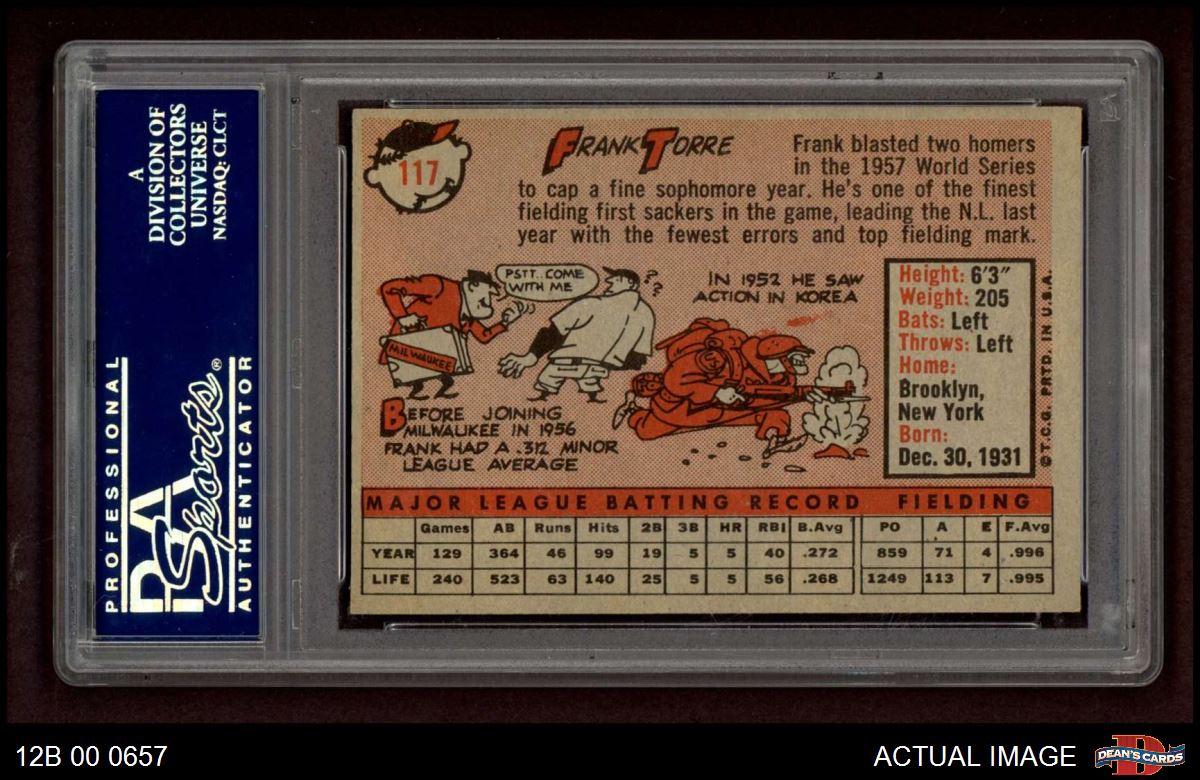 A
DIVISION OF
COLLECTORS
UNIVERSE
NASDAQ: CLCT
PROFESSIONAL
PSA
Sports®
AUTHENTICATOR
117
FRANK TORRE
Frank blasted two homers
in the 1957 World Series
to cap a fine sophomore year. He's one of the finest
fielding first sackers in the game, leading the N.L. last
year with the fewest errors and top fielding mark.
PSTT..COME
WITH ME
??
?
MILWAUKEE
BEFORE JOINING
MILWAUKEE IN 1956
FRANK HAD A .312 MINOR
LEAGUE AVERAGE
IN 1952 HE SAW
ACTION IN KOREA
Height: 6'3"
Weight: 205
Bats: Left
Throws: Left
Home:
Brooklyn,
New York
Born:
Dec. 30, 1931
©T.C.G. PRTD. IN U.S.A.
MAJOR LEAGUE BATTING RECORD FIELDING
Games AB Runs Hits 2B 3B HR RBI B.Avg PO A E F.Avg
YEAR 129 364 46 99 19 5 5 40 .272 859 71 4 .996
LIFE 240 523 63 140 25 5 5 56 .268 1249 113 7 .995
12B 00 0657
ACTUAL IMAGE
DEAN'S CARDS